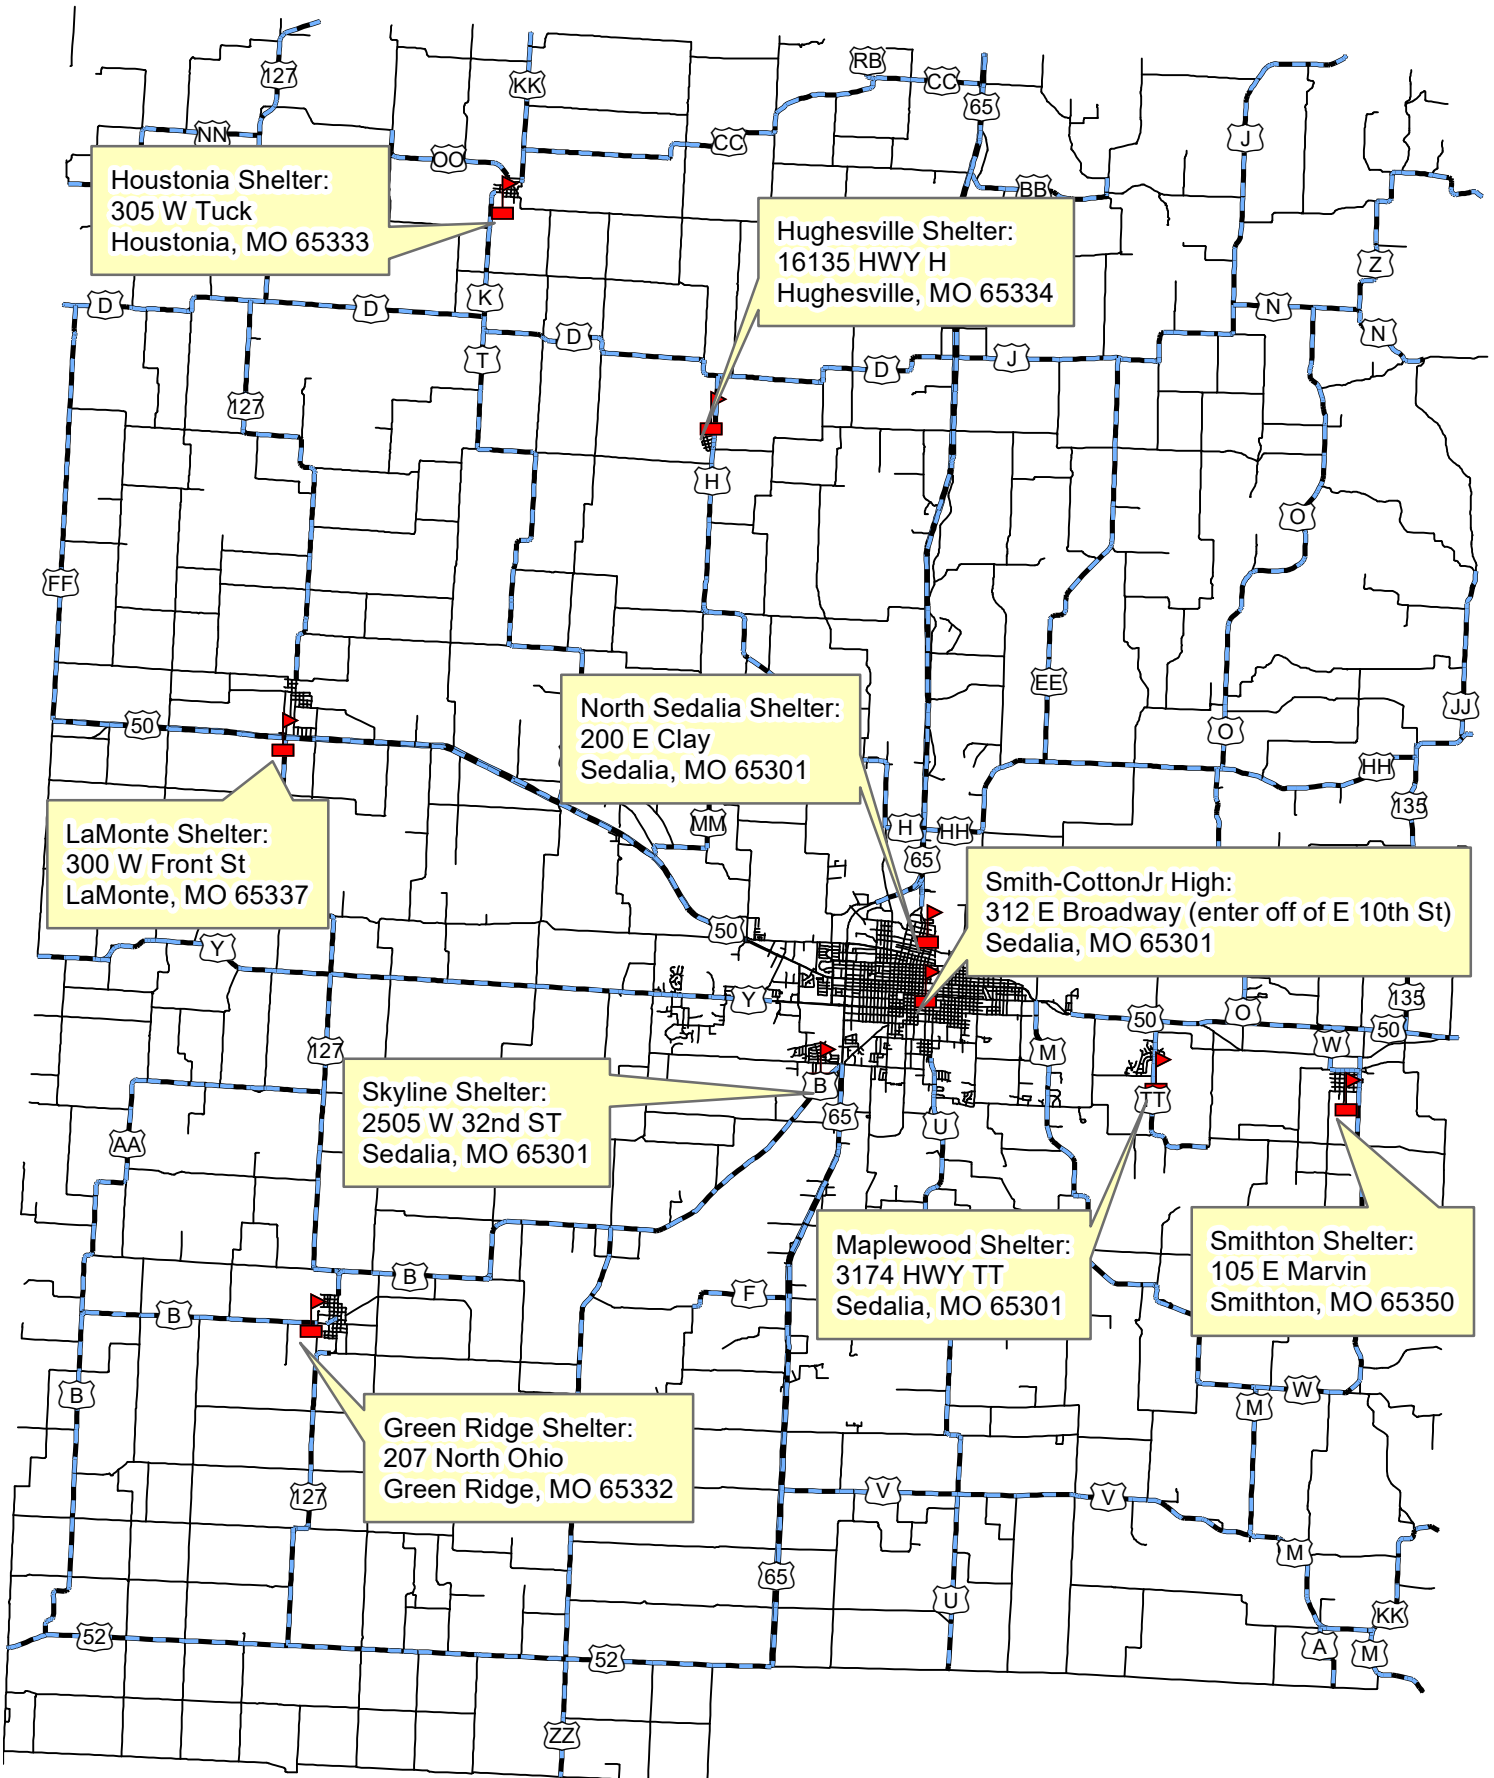 127
KK
RB
CC
65
NN
OO
CC
J
BB
Houstonia Shelter:
305 W Tuck
Houstonia, MO 65333
Hughesville Shelter:
16135 HWY H
Hughesville, MO 65334
Z
D
D
K
N
N
D
T
D
J
127
H
O
FF
EE
JJ
50
North Sedalia Shelter:
200 E Clay
Sedalia, MO 65301
O
HH
135
MM
H
HH
65
LaMonte Shelter:
300 W Front St
LaMonte, MO 65337
Smith-CottonJr High:
312 E Broadway (enter off of E 10th St)
Sedalia, MO 65301
50
Y
Y
135
O
50
50
W
127
M
Skyline Shelter:
2505 W 32nd ST
Sedalia, MO 65301
B
65
U
TT
AA
Maplewood Shelter:
3174 HWY TT
Sedalia, MO 65301
Smithton Shelter:
105 E Marvin
Smithton, MO 65350
B
F
B
B
W
M
Green Ridge Shelter:
207 North Ohio
Green Ridge, MO 65332
127
V
V
M
65
U
KK
52
52
A
M
ZZ